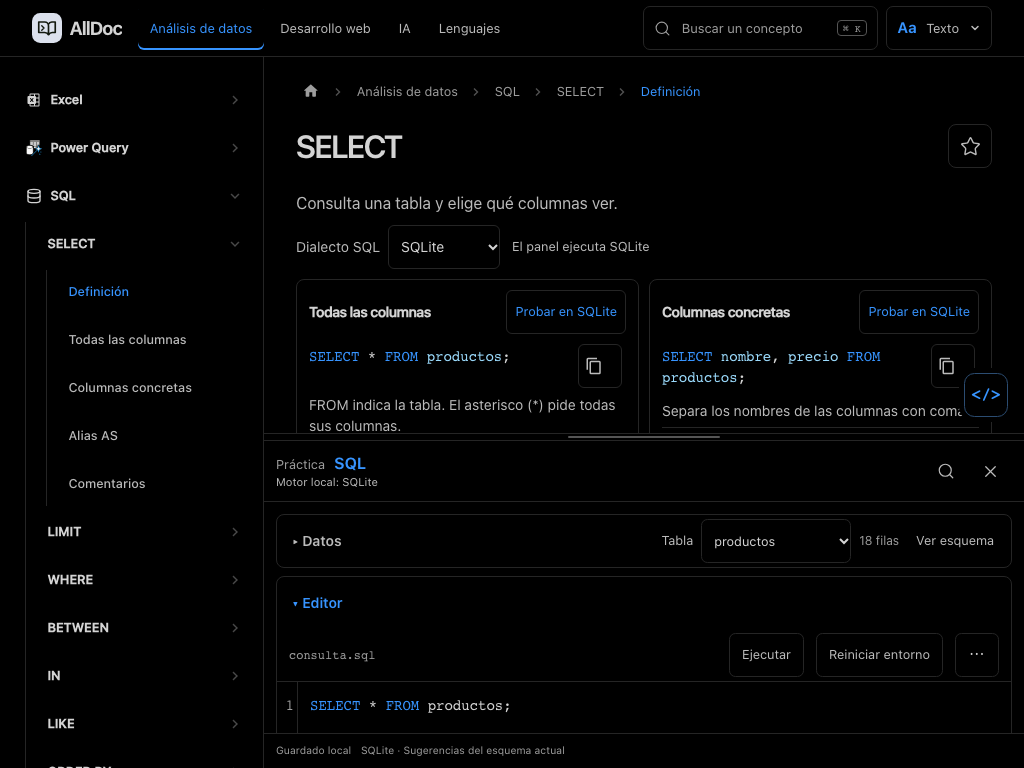 AllDoc
Análisis de datos
Desarrollo web
IA
Lenguajes
Buscar un concepto
⌘ K
Aa Texto
Excel
Power Query
SQL
SELECT
Definición
Todas las columnas
Columnas concretas
Alias AS
Comentarios
LIMIT
WHERE
BETWEEN
IN
LIKE
Análisis de datos > SQL > SELECT > Definición
SELECT
Consulta una tabla y elige qué columnas ver.
Dialecto SQL SQLite El panel ejecuta SQLite
Todas las columnas
Probar en SQLite
SELECT * FROM productos;
FROM indica la tabla. El asterisco (*) pide todas
sus columnas.
Columnas concretas
Probar en SQLite
SELECT nombre, precio FROM
productos;
Separa los nombres de las columnas con
</>
Práctica SQL
Motor local: SQLite
Datos
Tabla productos 18 filas Ver esquema
Editor
consulta.sql
Ejecutar
Reiniciar entorno
...
1 SELECT * FROM productos;
Guardado local SQLite · Sugerencias del esquema actual